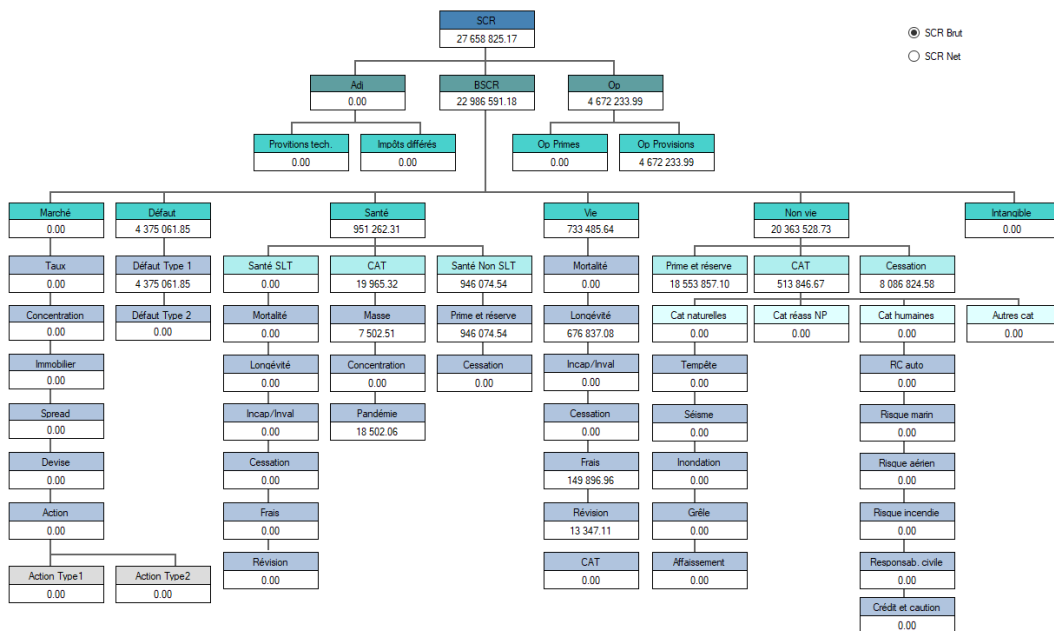 SCR
27 658 825.17
SCR Brut
SCR Net
Adj
0.00
BSCR
22 986 591.18
Op
4 672 233.99
Provitions tech.
0.00
Impôts différés
0.00
Op Primes
0.00
Op Provisions
4 672 233.99
Marché
0.00
Défaut
4 375 061.85
Santé
951 262.31
Vie
733 485.64
Non vie
20 363 528.73
Intangible
0.00
Taux
0.00
Concentration
0.00
Immobilier
0.00
Spread
0.00
Devise
0.00
Action
0.00
Action Type1
0.00
Action Type2
0.00
Défaut Type 1
4 375 061.85
Défaut Type 2
0.00
Santé SLT
0.00
Mortalité
0.00
Longévité
0.00
Incap/Inval
0.00
Cessation
0.00
Frais
0.00
Révision
0.00
CAT
19 965.32
Masse
7 502.51
Concentration
0.00
Pandémie
18 502.06
Santé Non SLT
946 074.54
Prime et réserve
946 074.54
Cessation
0.00
Mortalité
0.00
Longévité
676 837.08
Incap/Inval
0.00
Cessation
0.00
Frais
149 896.96
Révision
13 347.11
CAT
0.00
Prime et réserve
18 553 857.10
CAT
513 846.67
Cessation
8 086 824.58
Cat naturelles
0.00
Cat réass NP
0.00
Cat humaines
0.00
Autres cat
0.00
Tempête
0.00
Séisme
0.00
Inondation
0.00
Grêle
0.00
Affaissement
0.00
RC auto
0.00
Risque marin
0.00
Risque aérien
0.00
Risque incendie
0.00
Responsab. civile
0.00
Crédit et caution
0.00